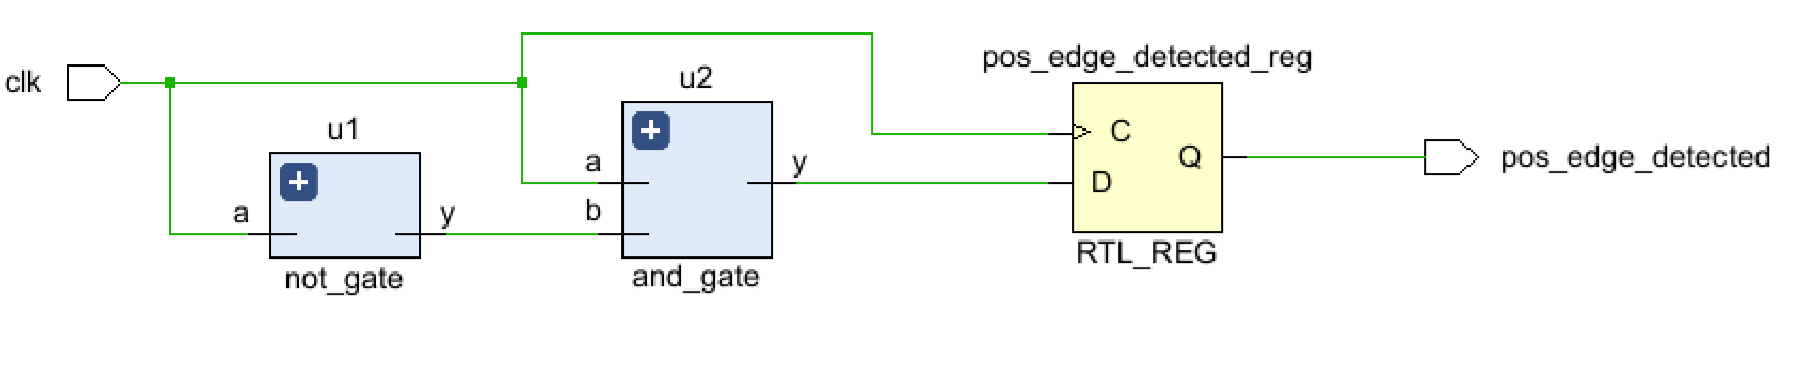 clk
u1
a
y
not_gate
u2
a
b
y
and_gate
pos_edge_detected_reg
C
D
Q
RTL_REG
pos_edge_detected